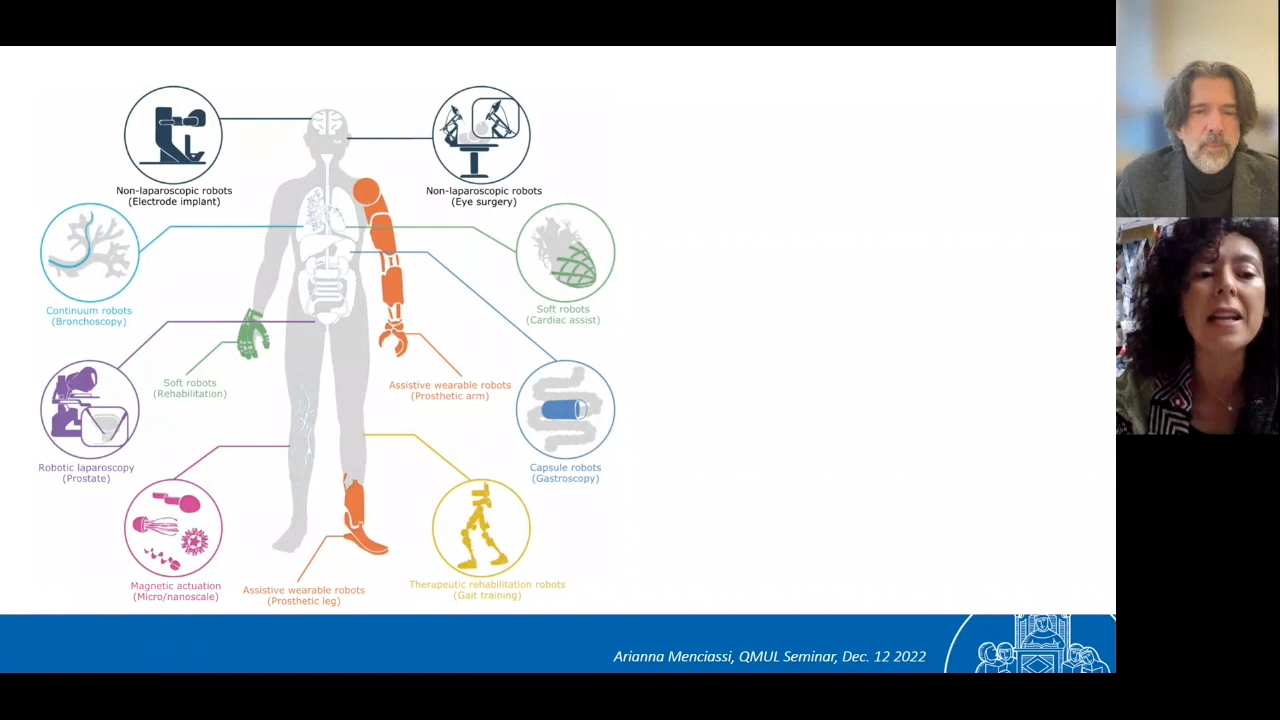 Non-laparoscopic robots
(Electrode implant)
Non-laparoscopic robots
(Eye surgery)
Continuum robots
(Bronchoscopy)
Soft robots
(Cardiac assist)
Soft robots
(Rehabilitation)
Assistive wearable robots
(Prosthetic arm)
Robotic laparoscopy
(Prostate)
Capsule robots
(Gastroscopy)
Magnetic actuation
(Micro/nanoscale)
Assistive wearable robots
(Prosthetic leg)
Therapeutic rehabilitation robots
(Gait training)
Arianna Menciassi, QMUL Seminar, Dec. 12 2022